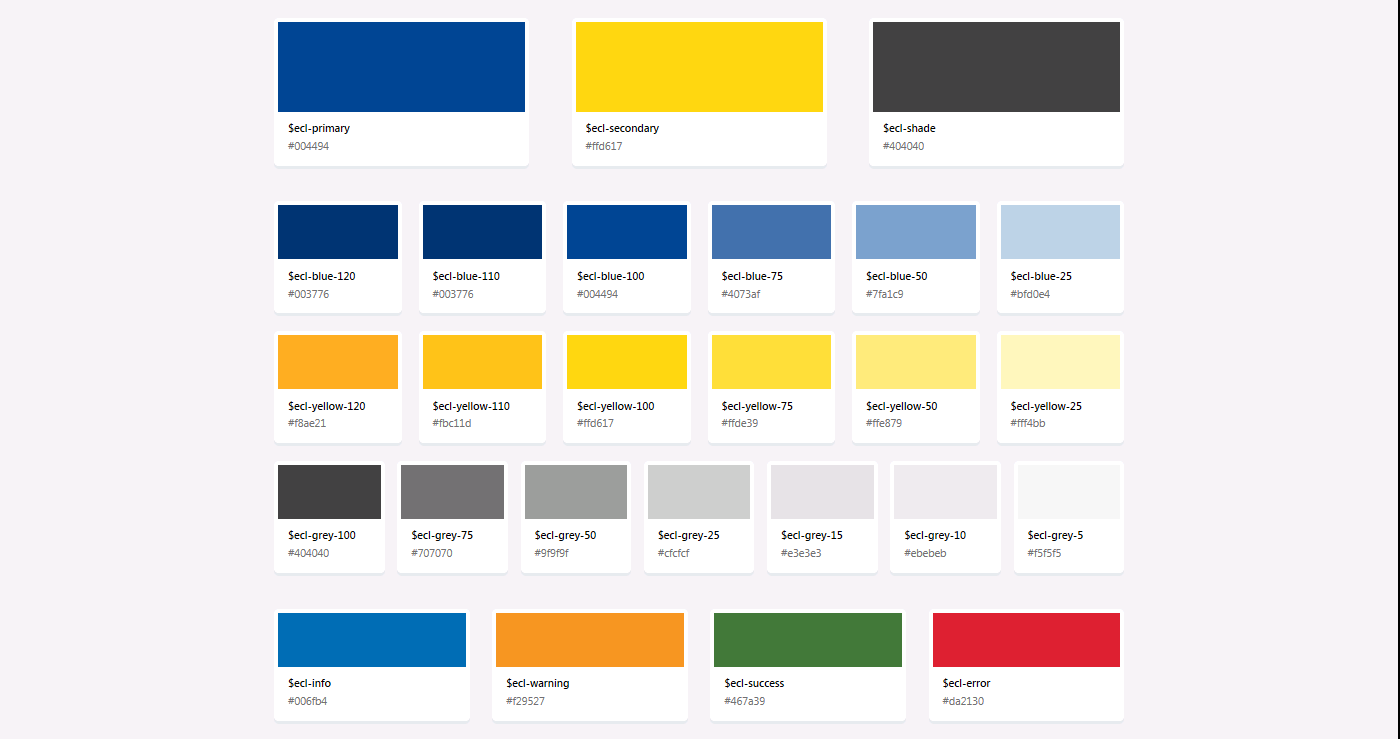 $ecl-primary
#004494
$ecl-secondary
#ffd617
$ecl-shade
#404040
$ecl-blue-120
#003776
$ecl-blue-110
#003776
$ecl-blue-100
#004494
$ecl-blue-75
#4073af
$ecl-blue-50
#7fa1c9
$ecl-blue-25
#bfd0e4
$ecl-yellow-120
#f8ae21
$ecl-yellow-110
#fbc11d
$ecl-yellow-100
#ffd617
$ecl-yellow-75
#ffde39
$ecl-yellow-50
#ffe879
$ecl-yellow-25
#fff4bb
$ecl-grey-100
#404040
$ecl-grey-75
#707070
$ecl-grey-50
#9f9f9f
$ecl-grey-25
#cfcfcf
$ecl-grey-15
#e3e3e3
$ecl-grey-10
#ebebeb
$ecl-grey-5
#f5f5f5
$ecl-info
#006fb4
$ecl-warning
#f29527
$ecl-success
#467a39
$ecl-error
#da2130